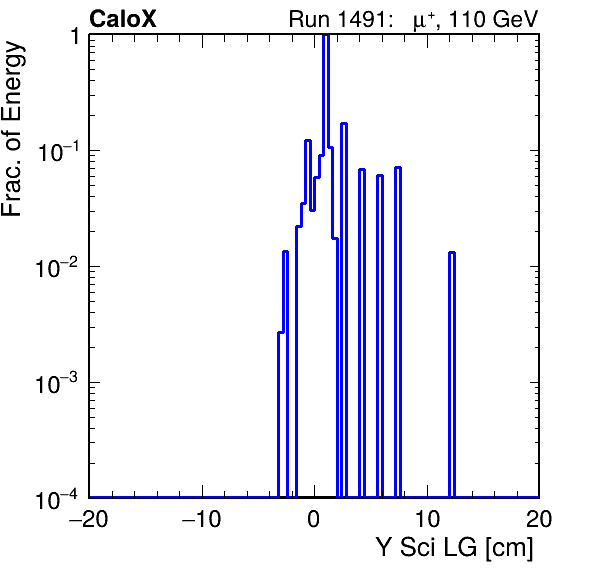 CaloX Run 1491: μ⁺, 110 GeV
Frac. of Energy
1
10⁻¹
10⁻²
10⁻³
10⁻⁴
−20 −10 0 10 20
Y Sci LG [cm]